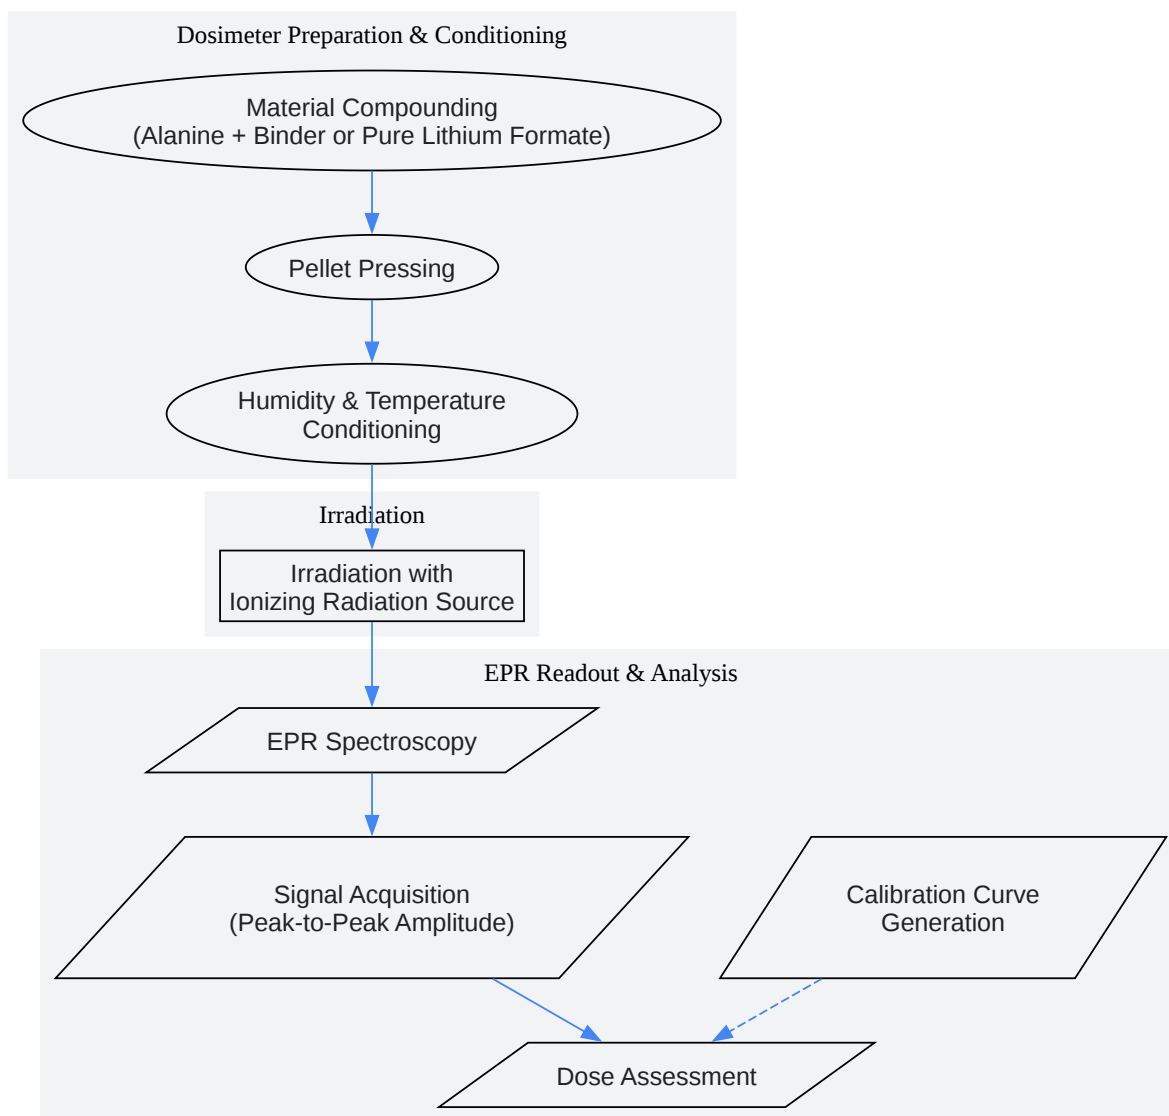 Dosimeter Preparation & Conditioning
Material Compounding
(Alanine + Binder or Pure Lithium Formate)
Pellet Pressing
Humidity & Temperature
Conditioning
Irradiation
Irradiation with
Ionizing Radiation Source
EPR Readout & Analysis
EPR Spectroscopy
Signal Acquisition
(Peak-to-Peak Amplitude)
Calibration Curve
Generation
Dose Assessment